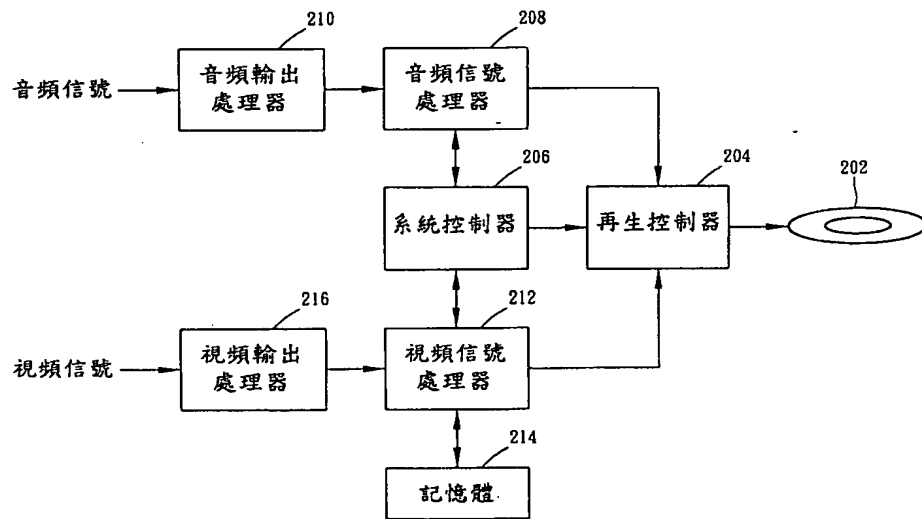 210
208
音頻信號
音頻輸出
處理器
音頻信號
處理器
206
204
202
系統控制器
再生控制器
216
212
視頻信號
視頻輸出
處理器
視頻信號
處理器
214
記憶體